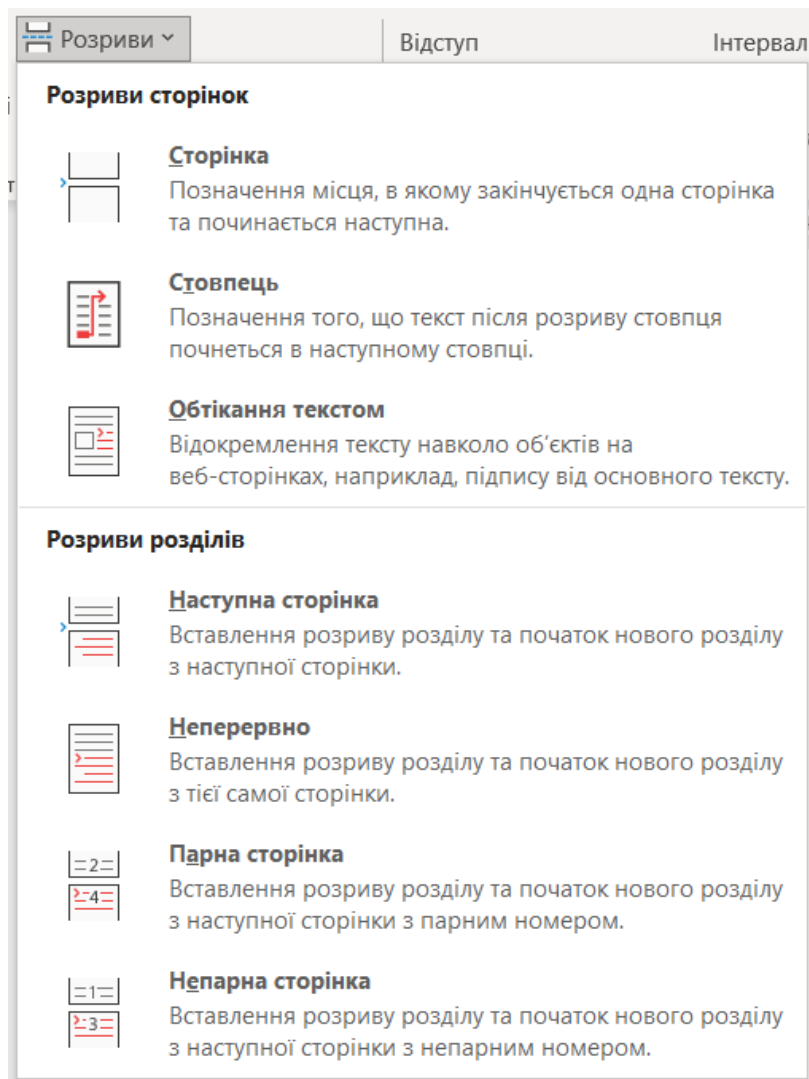 Розриви
Відступ
Інтервал
Розриви сторінок
Сторінка
Позначення місця, в якому закінчується одна сторінка
та починається наступна.
Стовпець
Позначення того, що текст після розриву стовпця
почнеться в наступному стовпці.
Обтікання текстом
Відокремлення тексту навколо об’єктів на
веб-сторінках, наприклад, підпису від основного тексту.
Розриви розділів
Наступна сторінка
Вставлення розриву розділу та початок нового розділу
з наступної сторінки.
Неперервно
Вставлення розриву розділу та початок нового розділу
з тієї самої сторінки.
2
4
Парна сторінка
Вставлення розриву розділу та початок нового розділу
з наступної сторінки з парним номером.
1
3
Непарна сторінка
Вставлення розриву розділу та початок нового розділу
з наступної сторінки з непарним номером.